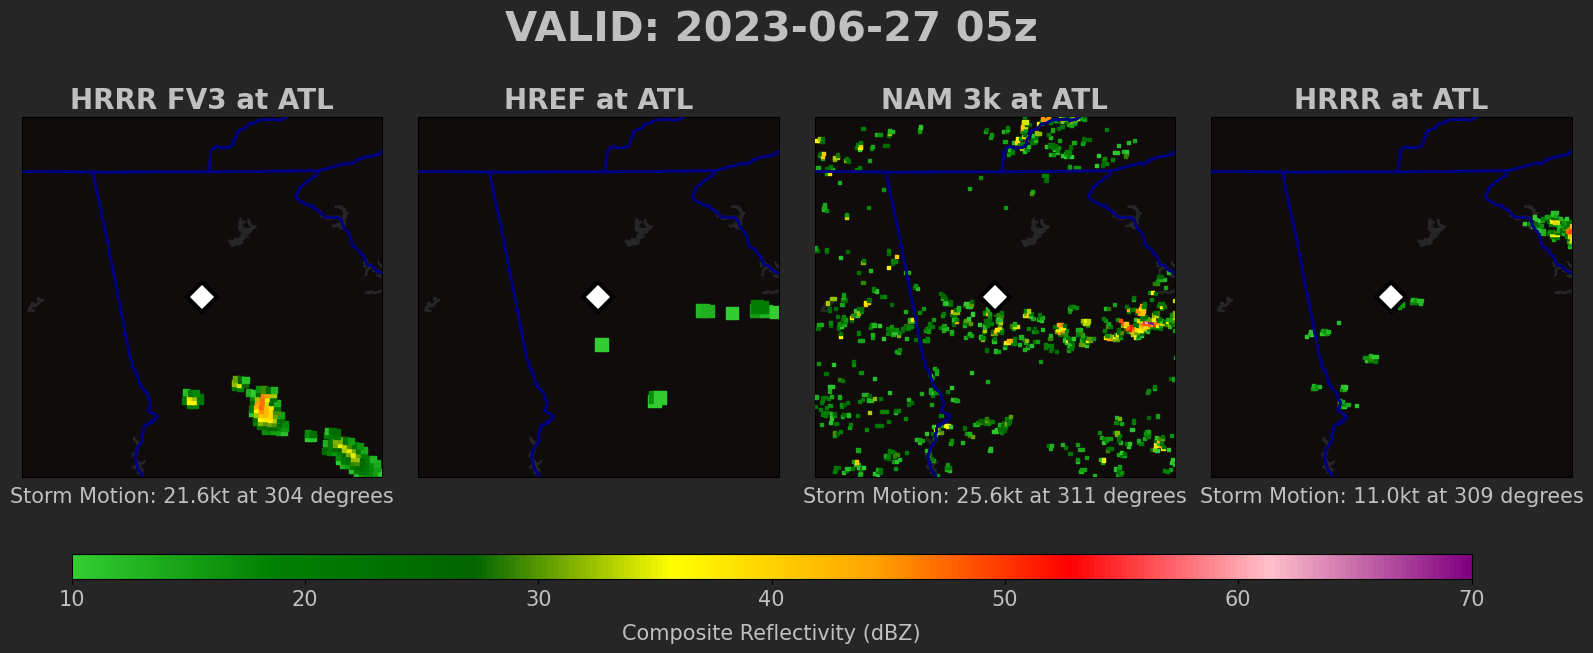 VALID: 2023-06-27 05z
HRRR FV3 at ATL
HREF at ATL
NAM 3k at ATL
HRRR at ATL
Storm Motion: 21.6kt at 304 degrees
Storm Motion: 25.6kt at 311 degrees
Storm Motion: 11.0kt at 309 degrees
10 20 30 40 50 60 70
Composite Reflectivity (dBZ)